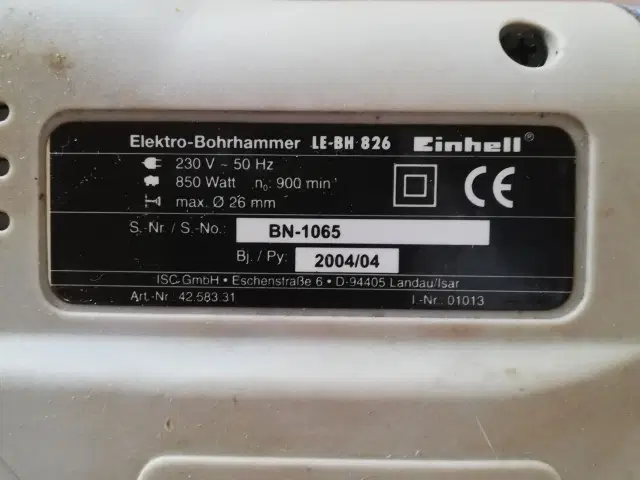 Elektro-Bohrhammer LE-BH 826 Einhell®
230 V ~ 50 Hz
850 Watt n₀: 900 min⁻¹
max. Ø 26 mm
CE
S.-Nr / S.-No.: BN-1065
Bj./ Py: 2004/04
ISC-GmbH • Eschenstraße 6 • D-94405 Landau/Isar
Art.-Nr. 42.583.31 I.-Nr.: 01013